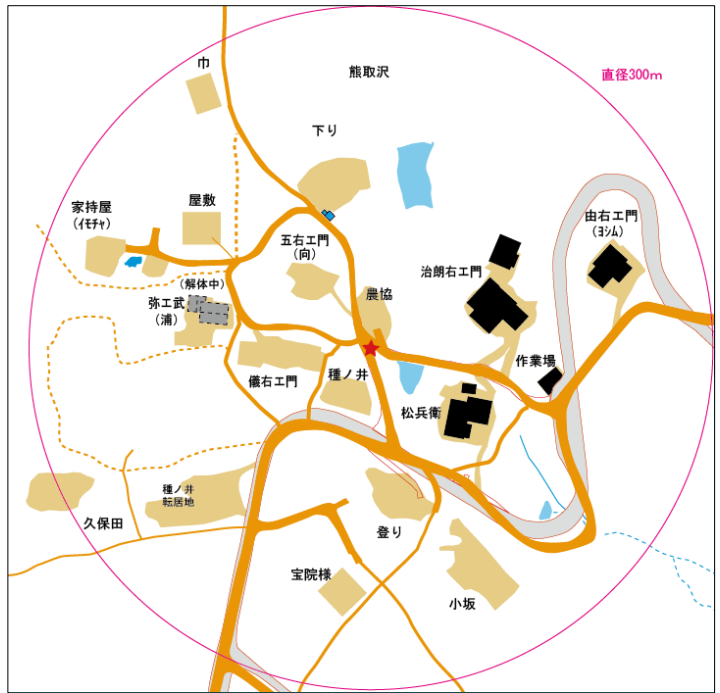 巾
熊取沢
直径300m
下り
家持屋
(ｲﾓﾁｬ)
屋敷
五右エ門
(向)
由右エ門
(ﾖｼﾑ)
治朗右エ門
(解体中)
弥エ武
(浦)
農協
儀右エ門
種ノ井
作業場
松兵衛
種ノ井
転居地
久保田
登り
宝院様
小坂